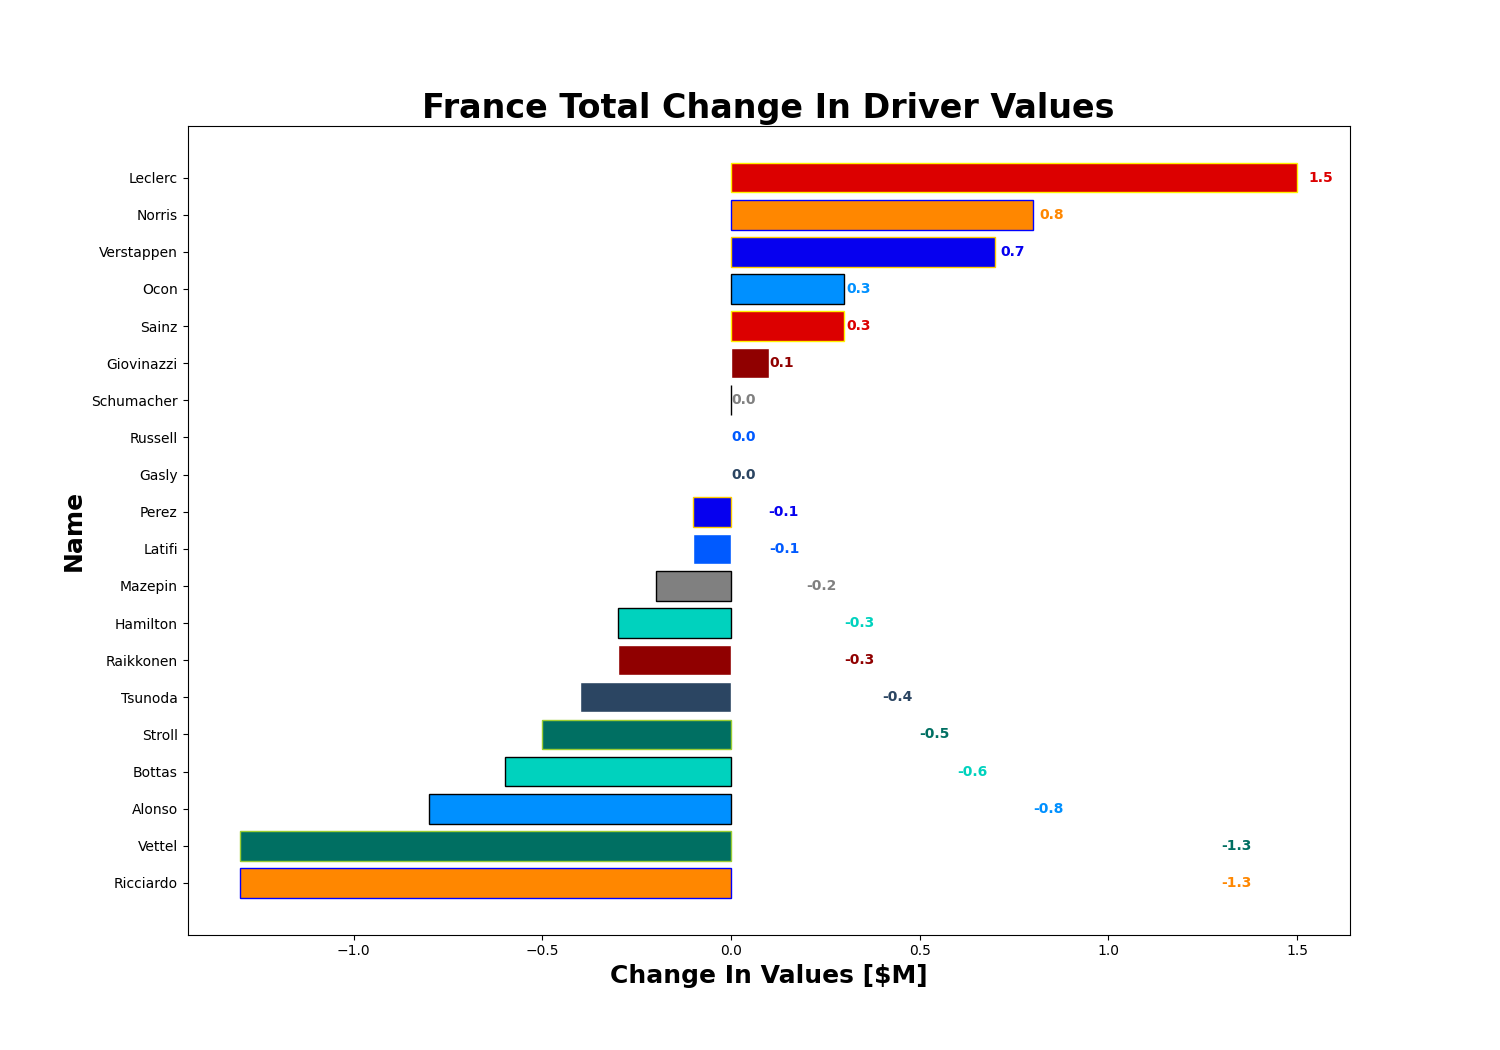 France Total Change In Driver Values
Leclerc 1.5
Norris 0.8
Verstappen 0.7
Ocon 0.3
Sainz 0.3
Giovinazzi 0.1
Schumacher 0.0
Russell 0.0
Gasly 0.0
Perez -0.1
Latifi -0.1
Mazepin -0.2
Hamilton -0.3
Raikkonen -0.3
Tsunoda -0.4
Stroll -0.5
Bottas -0.6
Alonso -0.8
Vettel -1.3
Ricciardo -1.3
Name
−1.0 −0.5 0.0 0.5 1.0 1.5
Change In Values [$M]